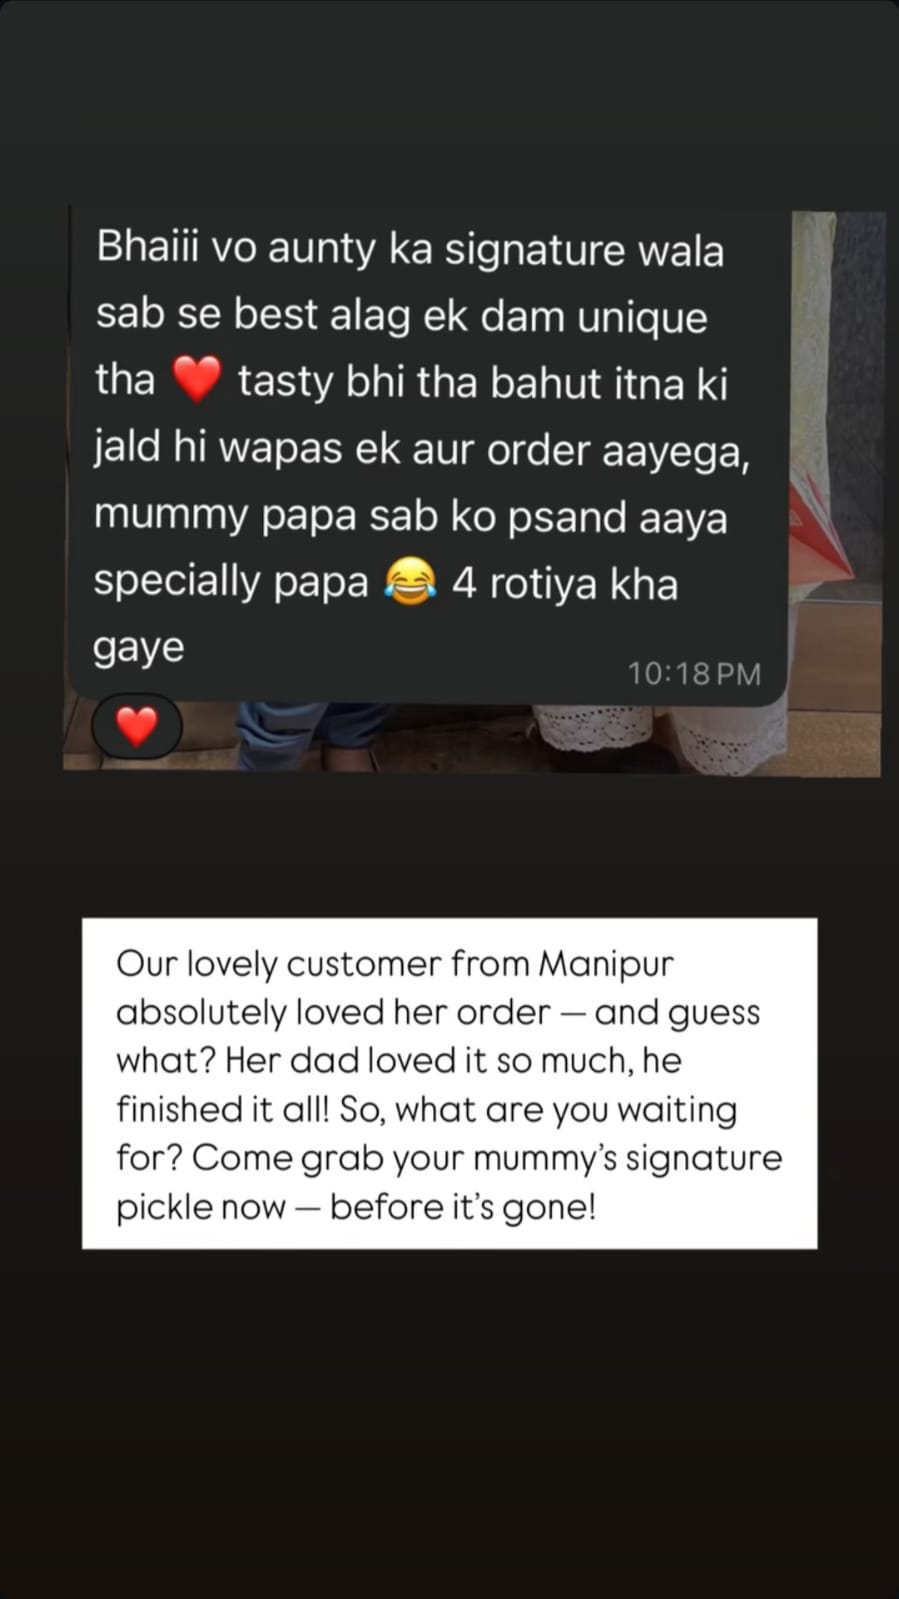 Bhaiii vo aunty ka signature wala
sab se best alag ek dam unique
tha ❤️ tasty bhi tha bahut itna ki
jald hi wapas ek aur order aayega,
mummy papa sab ko psand aaya
specially papa 😂 4 rotiya kha
gaye
10:18 PM
❤️
Our lovely customer from Manipur
absolutely loved her order — and guess
what? Her dad loved it so much, he
finished it all! So, what are you waiting
for? Come grab your mummy’s signature
pickle now — before it’s gone!